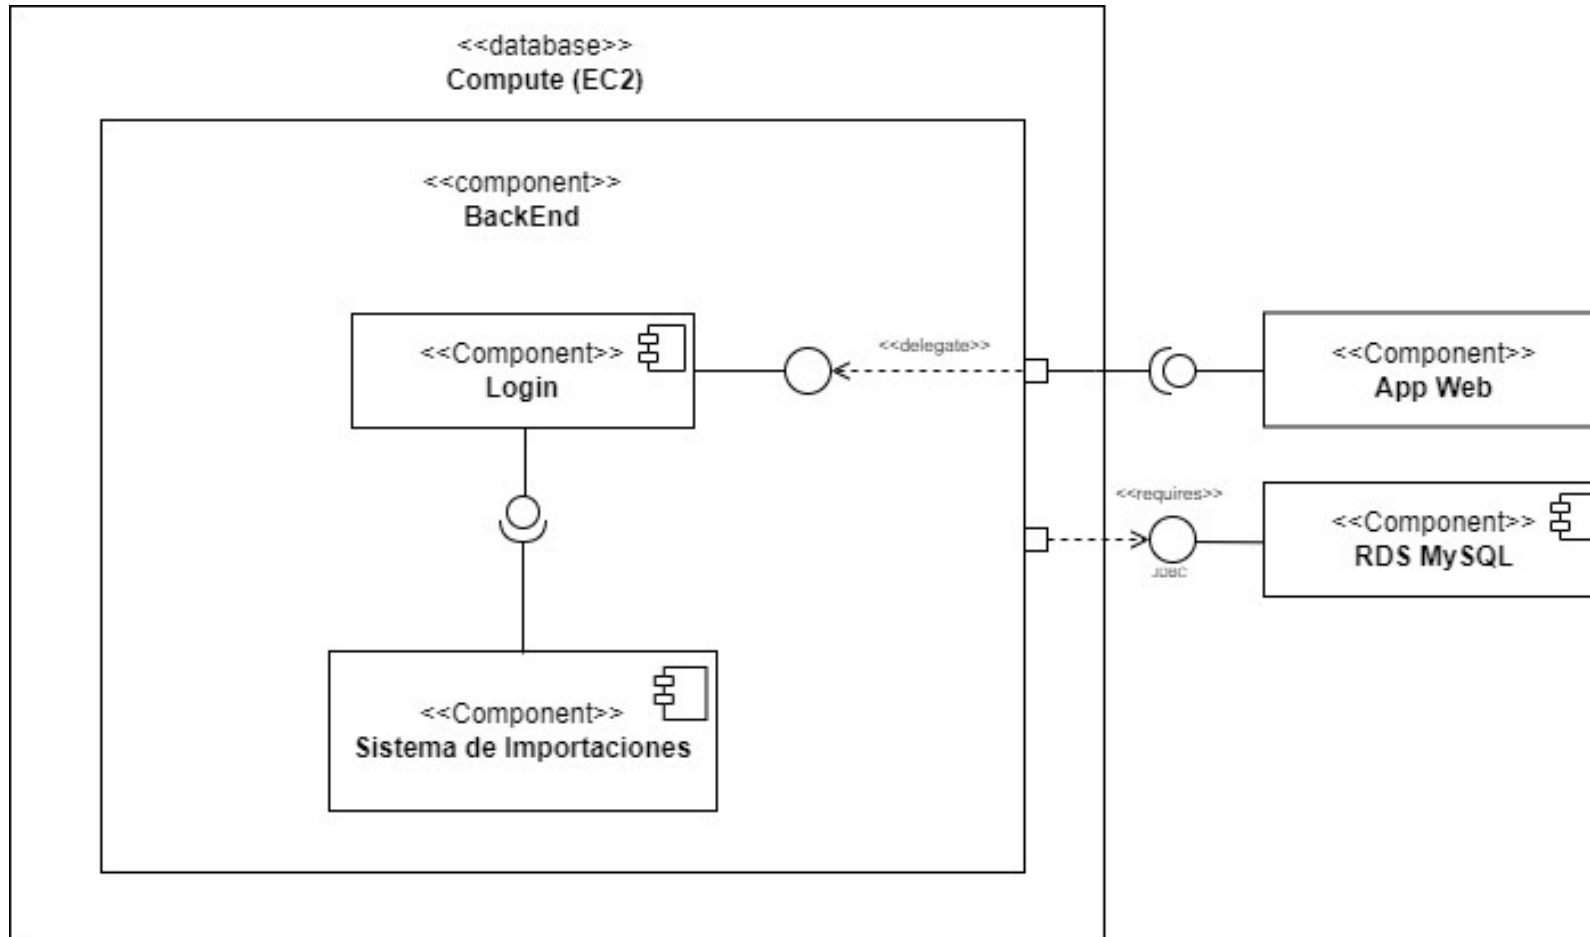 <<database>>
Compute (EC2)
<<component>>
BackEnd
<<Component>>
Login
<<delegate>>
<<Component>>
App Web
<<requires>>
JDBC
<<Component>>
RDS MySQL
<<Component>>
Sistema de Importaciones